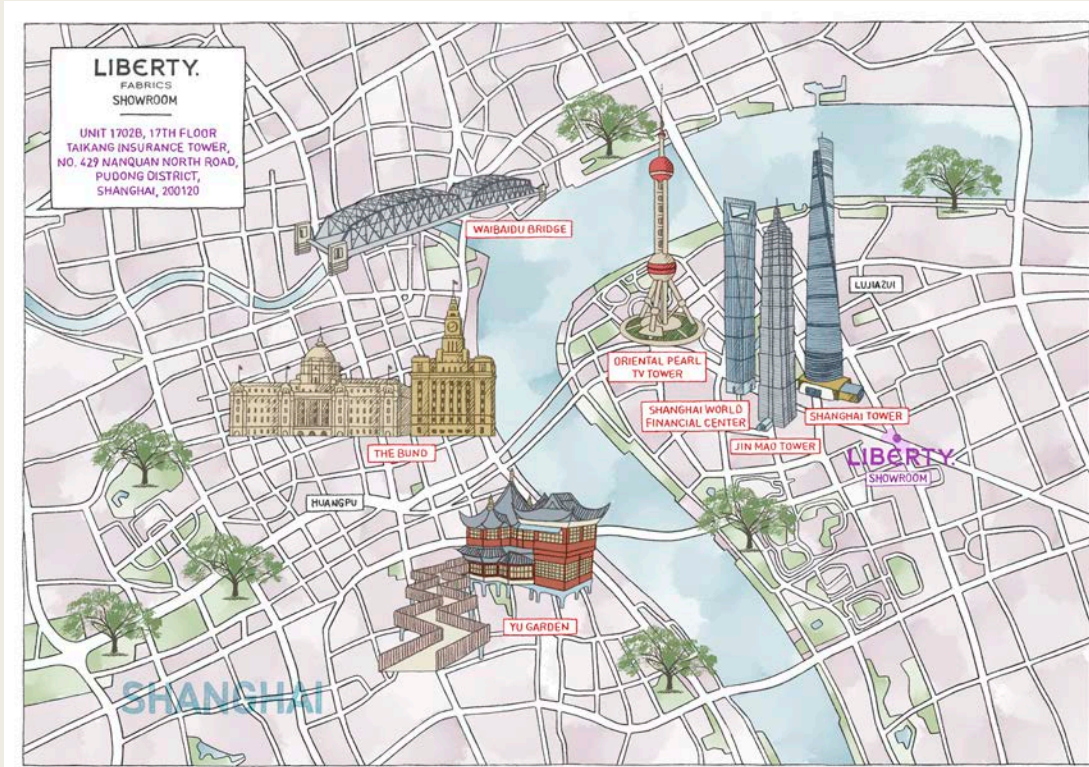 LIBERTY.
FABRICS
SHOWROOM
UNIT 1702B, 17TH FLOOR
TAIKANG INSURANCE TOWER,
NO. 429 NANQUAN NORTH ROAD,
PUDONG DISTRICT,
SHANGHAI, 200120
WAIBAIDU BRIDGE
LUJIAZUI
ORIENTAL PEARL
TV TOWER
SHANGHAI WORLD
FINANCIAL CENTER
SHANGHAI TOWER
JIN MAO TOWER
THE BUND
LIBERTY.
SHOWROOM
HUANGPU
YU GARDEN
SHANGHAI